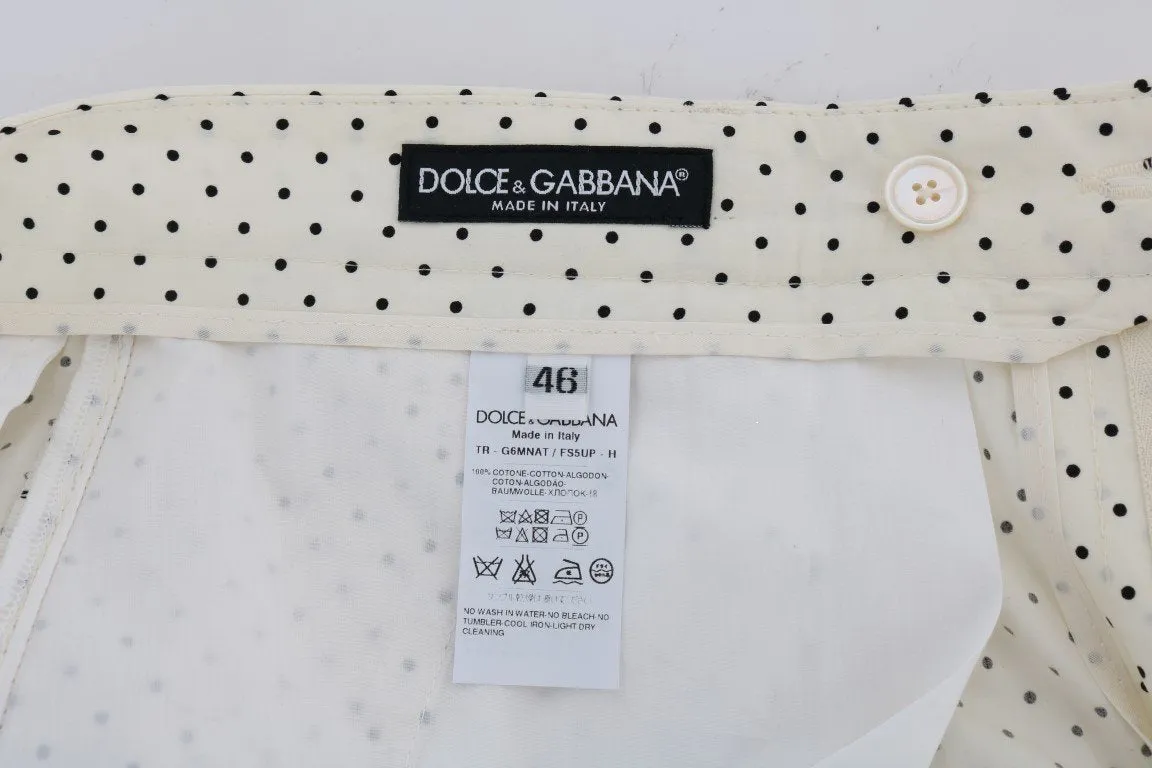 DOLCE & GABBANA®
MADE IN ITALY
46
DOLCE & GABBANA
Made in Italy
TR - G6MNAT / FS5UP - H
100% COTONE-COTTON-ALGODON-
COTON-ALGODÃO-
BAUMWOLLE-ХЛОПОК-
P
P
NO WASH IN WATER-NO BLEACH-NO
TUMBLER-COOL IRON-LIGHT DRY
CLEANING